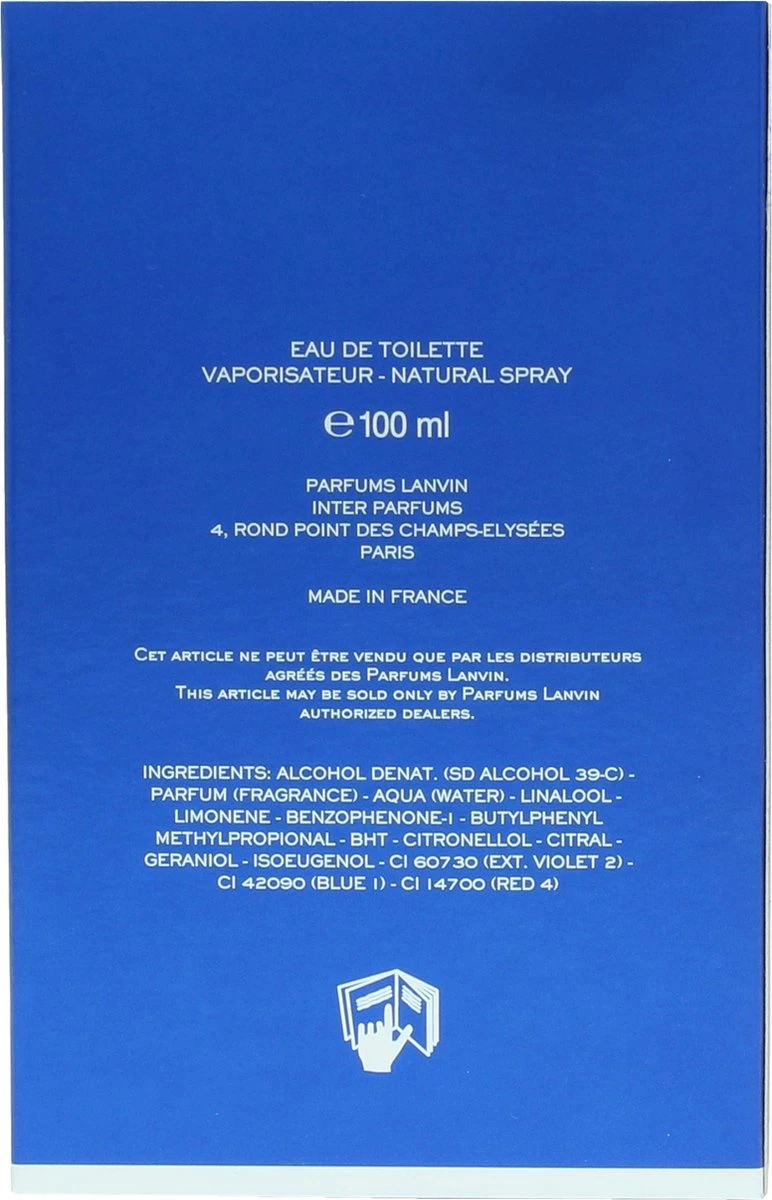 EAU DE TOILETTE
VAPORISATEUR - NATURAL SPRAY
℮100 ml
PARFUMS LANVIN
INTER PARFUMS
4, ROND POINT DES CHAMPS-ELYSÉES
PARIS
MADE IN FRANCE
CET ARTICLE NE PEUT ÊTRE VENDU QUE PAR LES DISTRIBUTEURS
AGRÉÉS DES PARFUMS LANVIN.
THIS ARTICLE MAY BE SOLD ONLY BY PARFUMS LANVIN
AUTHORIZED DEALERS.
INGREDIENTS: ALCOHOL DENAT. (SD ALCOHOL 39-C) -
PARFUM (FRAGRANCE) - AQUA (WATER) - LINALOOL -
LIMONENE - BENZOPHENONE-1 - BUTYLPHENYL
METHYLPROPIONAL - BHT - CITRONELLOL - CITRAL -
GERANIOL - ISOEUGENOL - CI 60730 (EXT. VIOLET 2) -
CI 42090 (BLUE 1) - CI 14700 (RED 4)